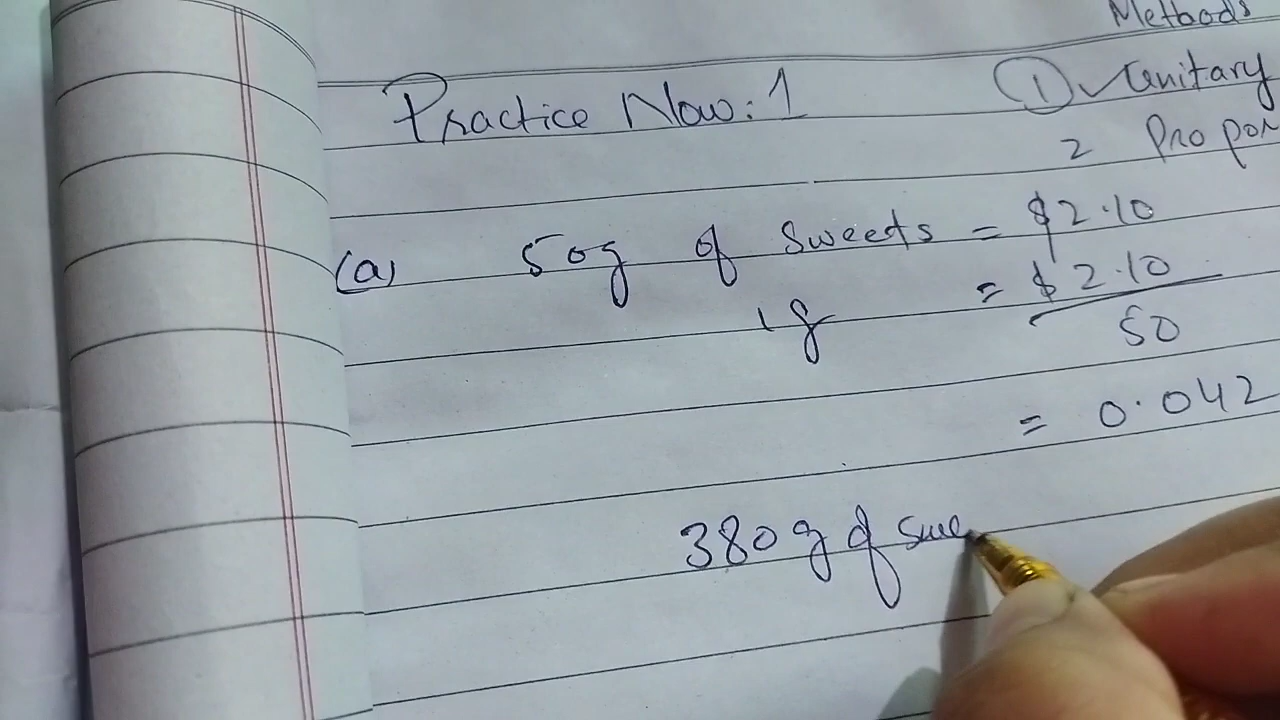 Methods
Practice Now: 1
① ✓ Unitary
2 Propor
(a) 50g of Sweets = $2.10
1g = $2.10
50
= 0.042
380g of swe